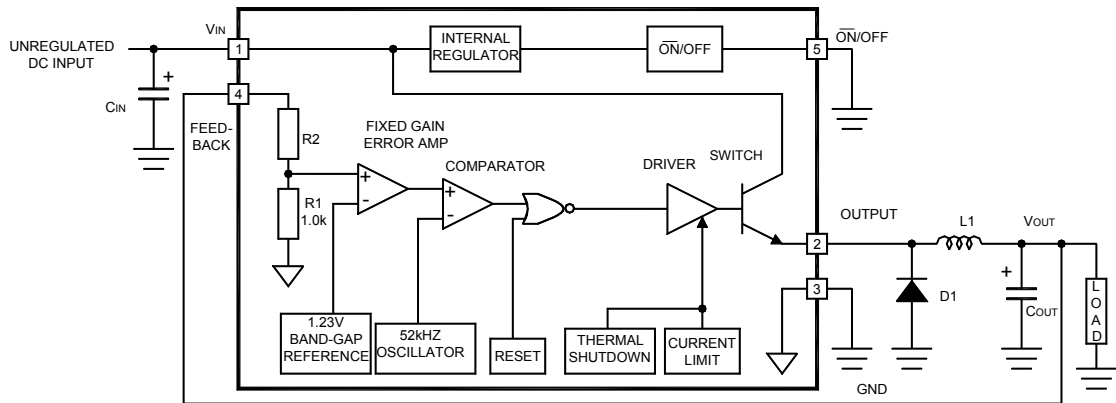 VIN
UNREGULATED
DC INPUT
1
INTERNAL
REGULATOR
ON/OFF
5
ON/OFF
+
CIN
4
FEED-
BACK
R2
FIXED GAIN
ERROR AMP
R1
1.0k
+
-
COMPARATOR
+
-
DRIVER
SWITCH
OUTPUT
2
L1
VOUT
3
D1
+
COUT
LOAD
1.23V
BAND-GAP
REFERENCE
52kHZ
OSCILLATOR
RESET
THERMAL
SHUTDOWN
CURRENT
LIMIT
GND